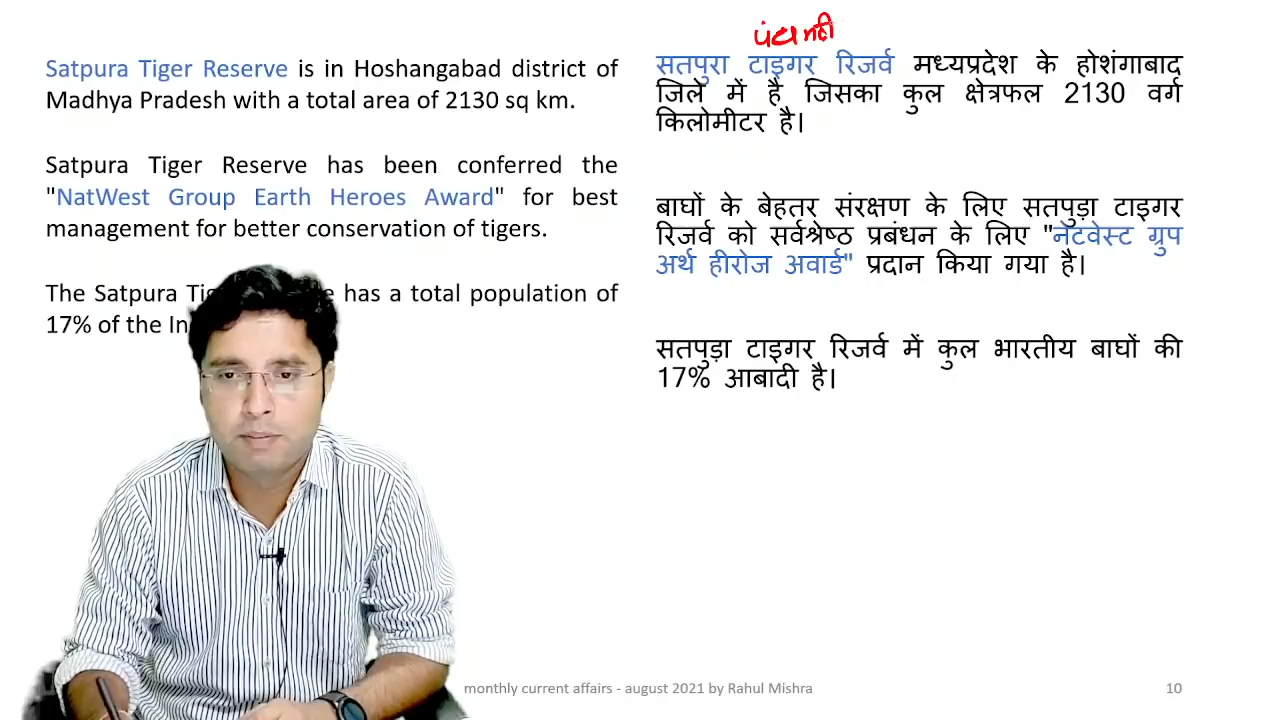 Satpura Tiger Reserve is in Hoshangabad district of
Madhya Pradesh with a total area of 2130 sq km.
Satpura Tiger Reserve has been conferred the
"NatWest Group Earth Heroes Award" for best
management for better conservation of tigers.
The Satpura has a total population of
17% of the
सतपुरा टाइगर रिजर्व मध्यप्रदेश के होशंगाबाद
जिले में है जिसका कुल क्षेत्रफल 2130 वर्ग
किलोमीटर है।
बाघों के बेहतर संरक्षण के लिए सतपुड़ा टाइगर
रिजर्व को सर्वश्रेष्ठ प्रबंधन के लिए "नेटवेस्ट ग्रुप
अर्थ हीरोज अवार्ड" प्रदान किया गया है।
सतपुड़ा टाइगर रिजर्व में कुल भारतीय बाघों की
17% आबादी है।
monthly current affairs - august 2021 by Rahul Mishra
10